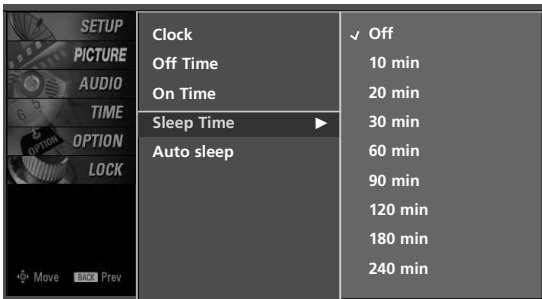 SETUP
PICTURE
AUDIO
TIME
OPTION
LOCK
Move BACK Prev
Clock
Off Time
On Time
Sleep Time
Auto sleep
Off
10 min
20 min
30 min
60 min
90 min
120 min
180 min
240 min